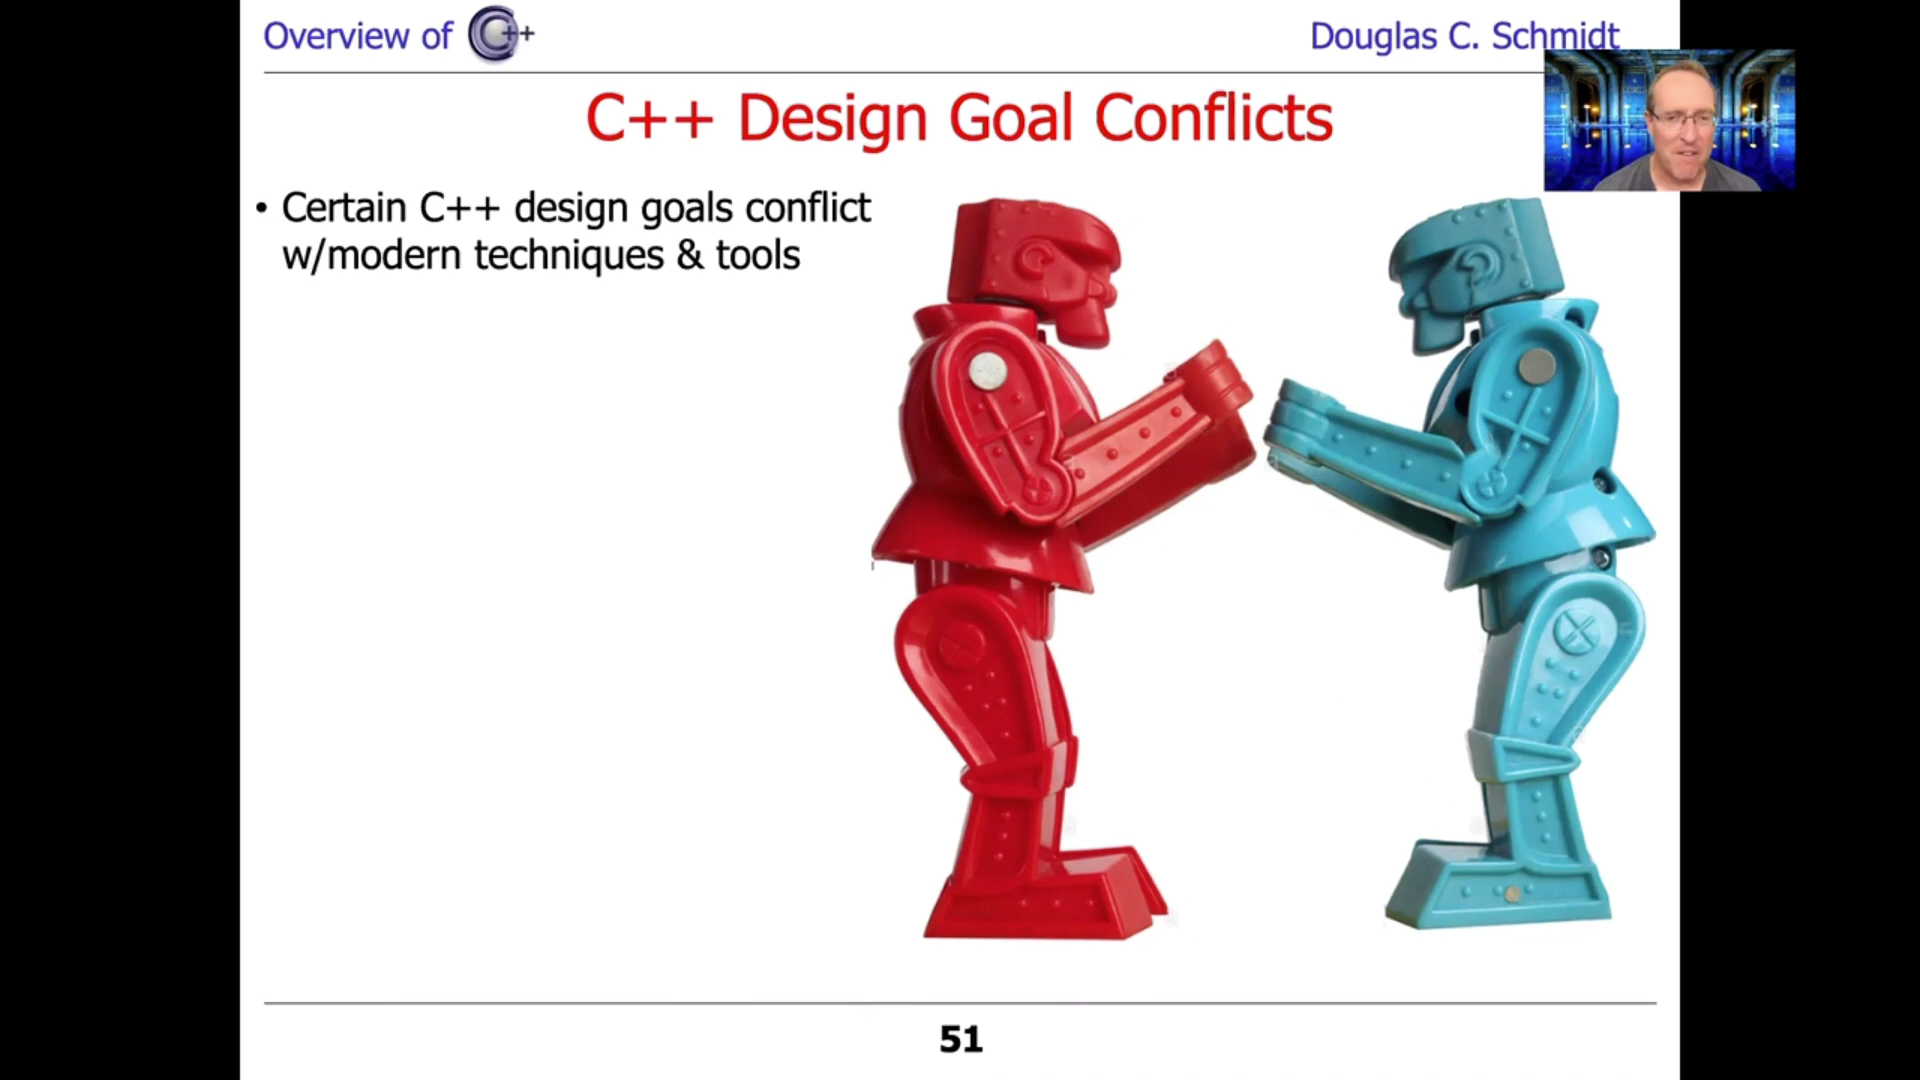 Overview of C++
Douglas C. Schmidt
C++ Design Goal Conflicts
• Certain C++ design goals conflict
w/modern techniques & tools
51